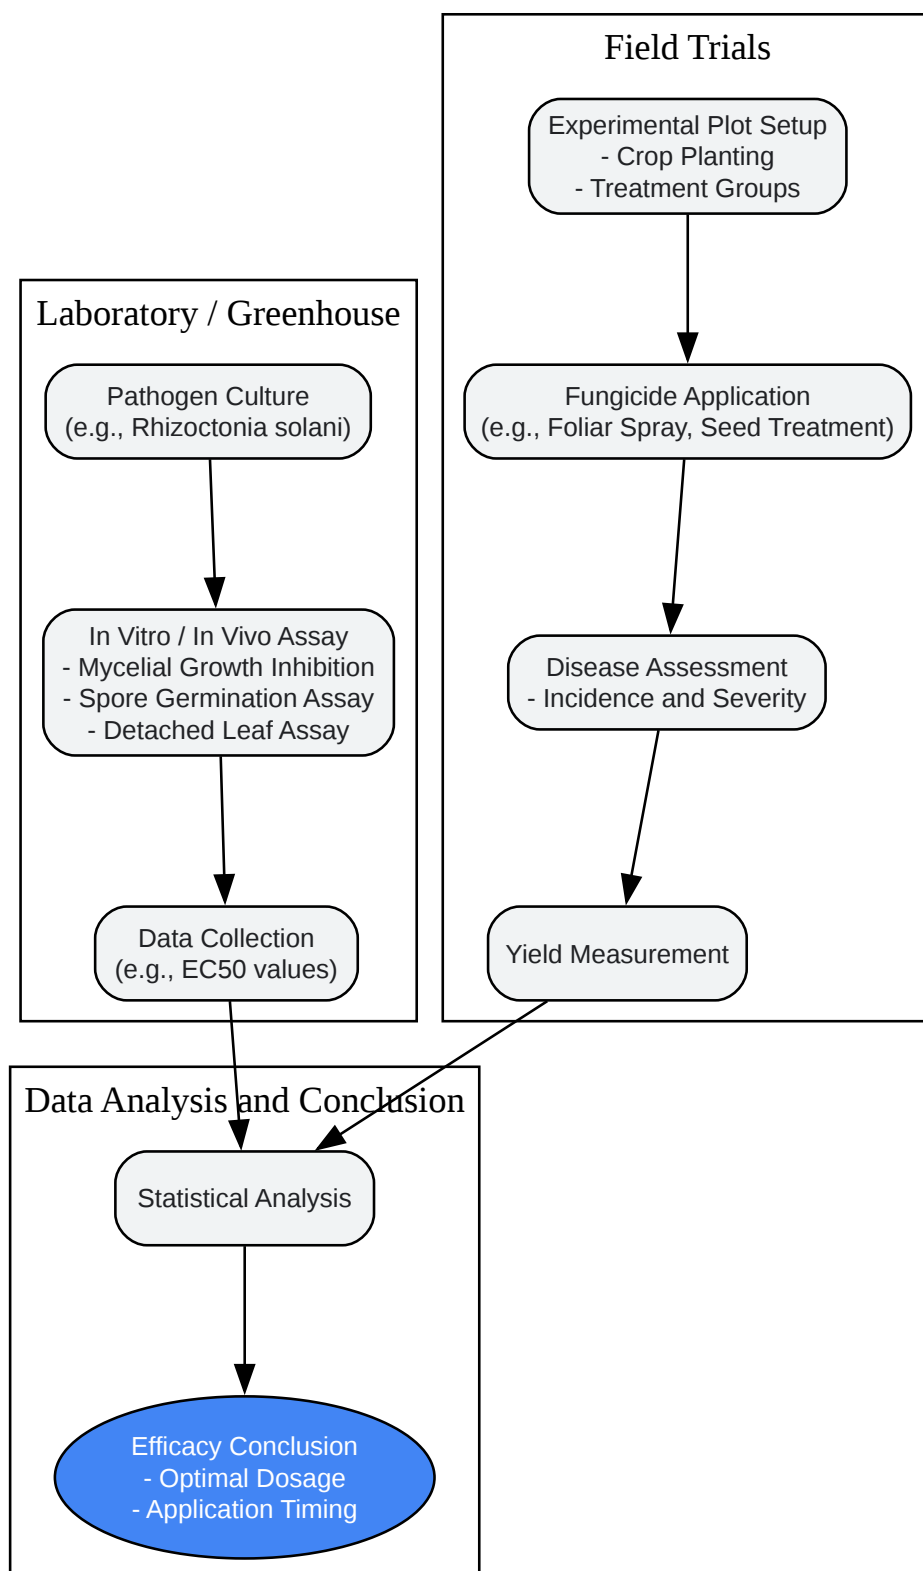 Field Trials
Experimental Plot Setup
- Crop Planting
- Treatment Groups
Fungicide Application
(e.g., Foliar Spray, Seed Treatment)
Disease Assessment
- Incidence and Severity
Yield Measurement
Laboratory / Greenhouse
Pathogen Culture
(e.g., Rhizoctonia solani)
In Vitro / In Vivo Assay
- Mycelial Growth Inhibition
- Spore Germination Assay
- Detached Leaf Assay
Data Collection
(e.g., EC50 values)
Data Analysis and Conclusion
Statistical Analysis
Efficacy Conclusion
- Optimal Dosage
- Application Timing